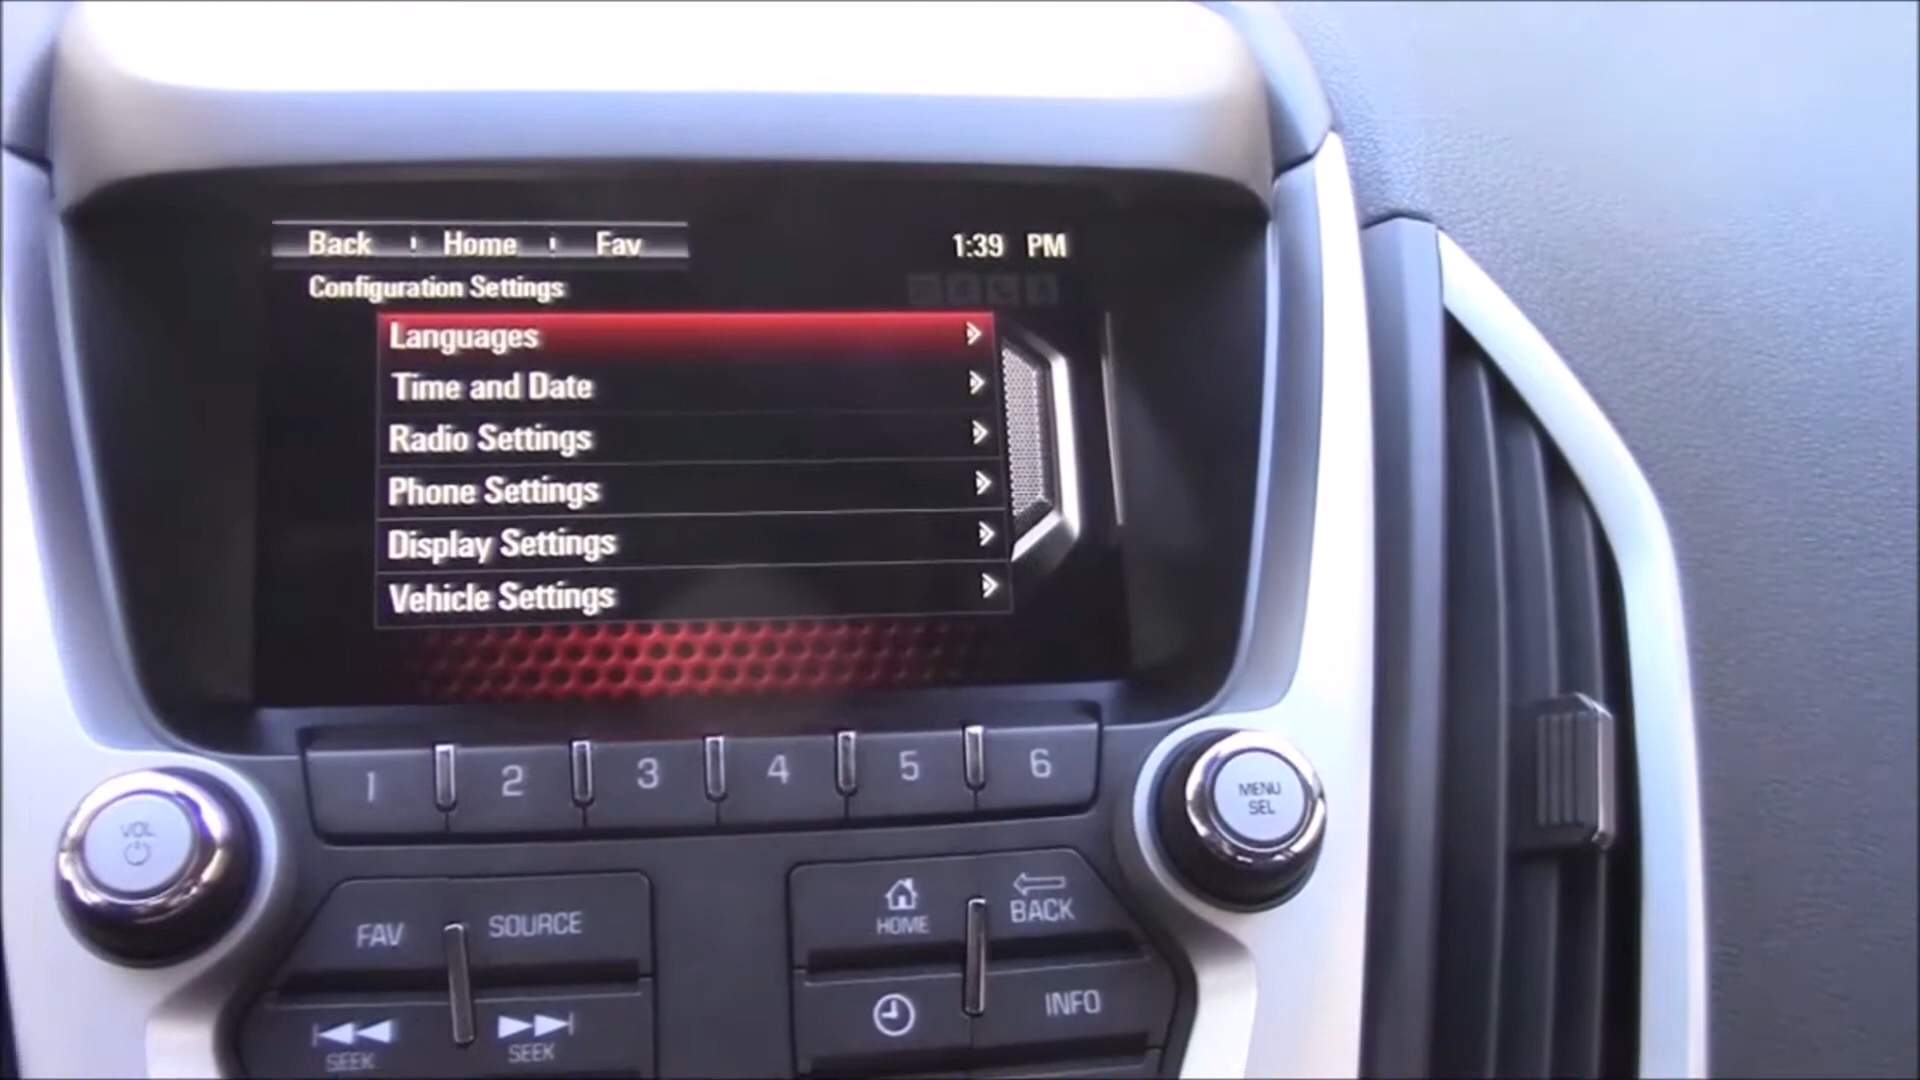 Back Home Fav 1:39 PM
Configuration Settings
Languages
Time and Date
Radio Settings
Phone Settings
Display Settings
Vehicle Settings
1 2 3 4 5 6
VOL
MENU
SEL
FAV SOURCE
HOME BACK
INFO
SEEK SEEK